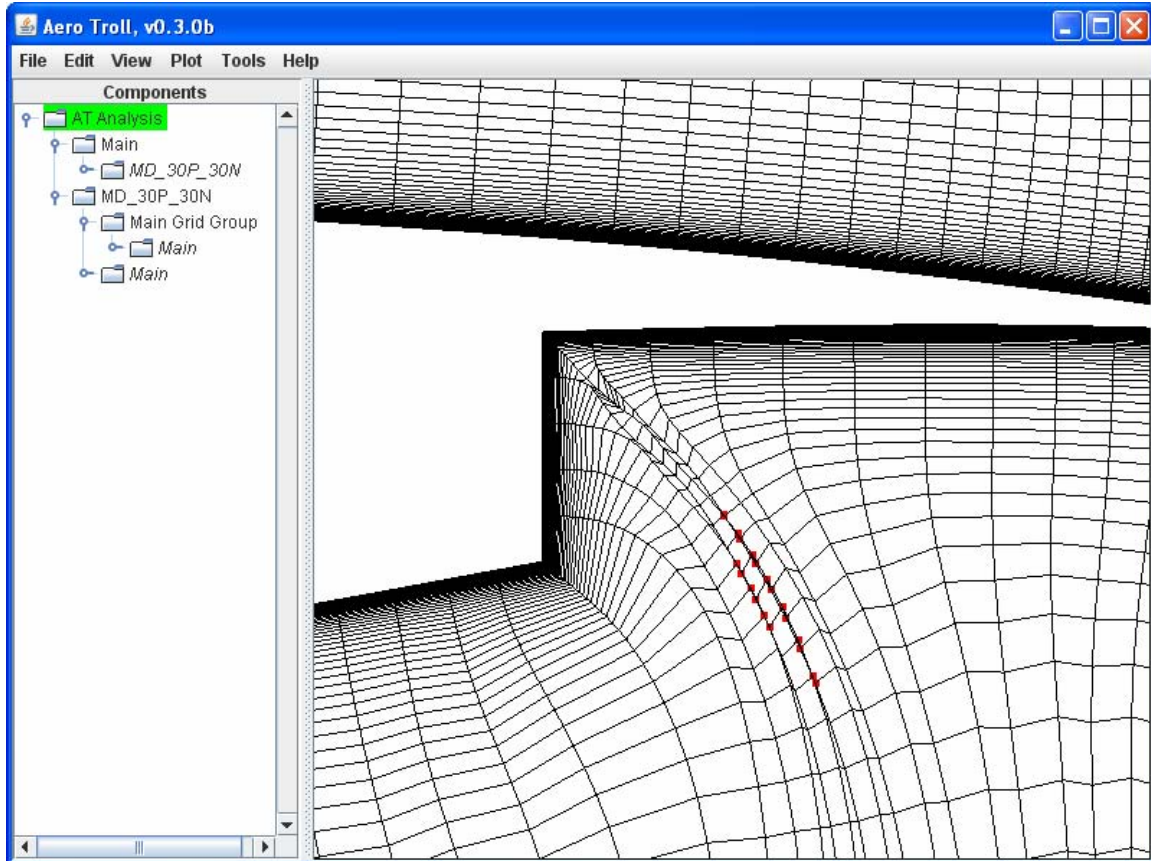 Aero Troll, v0.3.0b
File Edit View Plot Tools Help
Components
AT Analysis
Main
MD_30P_30N
MD_30P_30N
Main Grid Group
Main
Main